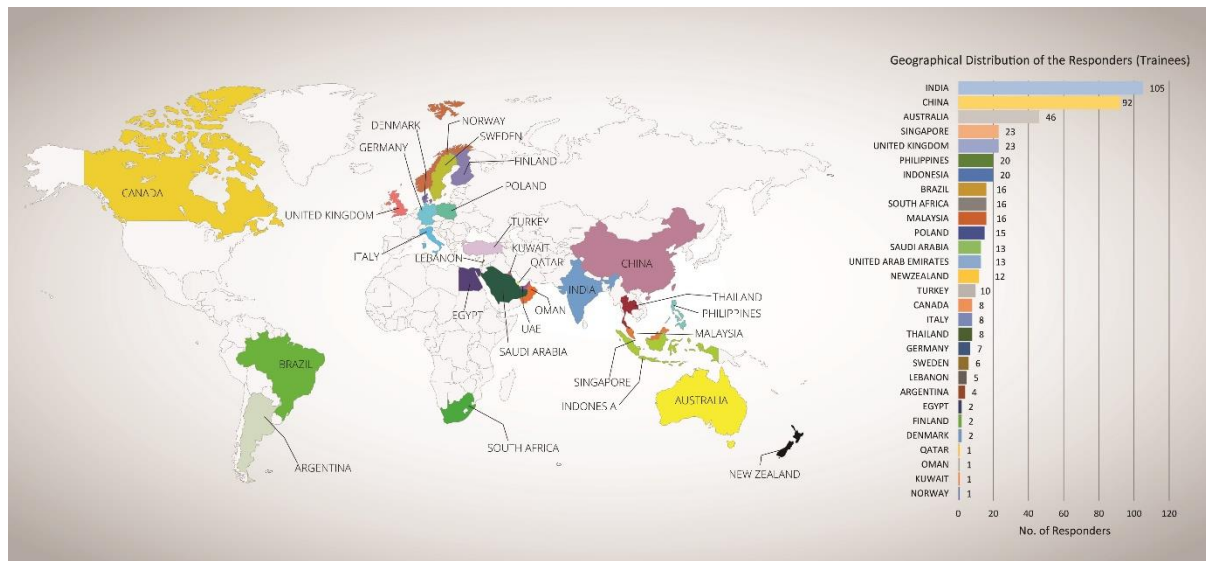 NORWAY
DENMARK
SWEDEN
GERMANY
FINLAND
CANADA
POLAND
UNITED KINGDOM
TURKEY
ITALY
KUWAIT
LEBANON
QATAR
CHINA
INDIA
THAILAND
OMAN
PHILIPPINES
EGYPT
UAE
MALAYSIA
SAUDI ARABIA
BRAZIL
SINGAPORE
AUSTRALIA
INDONES A
SOUTH AFRICA
ARGENTINA
NEW ZEALAND
Geographical Distribution of the Responders (Trainees)
INDIA 105
CHINA 92
AUSTRALIA 46
SINGAPORE 23
UNITED KINGDOM 23
PHILIPPINES 20
INDONESIA 20
BRAZIL 16
SOUTH AFRICA 16
MALAYSIA 16
POLAND 15
SAUDI ARABIA 13
UNITED ARAB EMIRATES 13
NEWZEALAND 12
TURKEY 10
CANADA 8
ITALY 8
THAILAND 8
GERMANY 7
SWEDEN 6
LEBANON 5
ARGENTINA 4
EGYPT 2
FINLAND 2
DENMARK 2
QATAR 1
OMAN 1
KUWAIT 1
NORWAY 1
0 20 40 60 80 100 120
No. of Responders